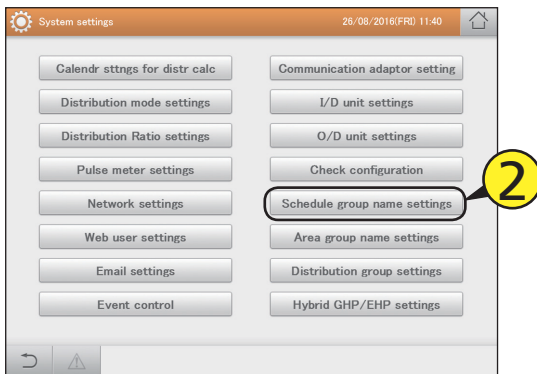 System settings
26/08/2016(FRI) 11:40
Calendr sttngs for distr calc
Communication adaptor setting
Distribution mode settings
I/D unit settings
Distribution Ratio settings
O/D unit settings
Pulse meter settings
Check configuration
2
Network settings
Schedule group name settings
Web user settings
Area group name settings
Email settings
Distribution group settings
Event control
Hybrid GHP/EHP settings